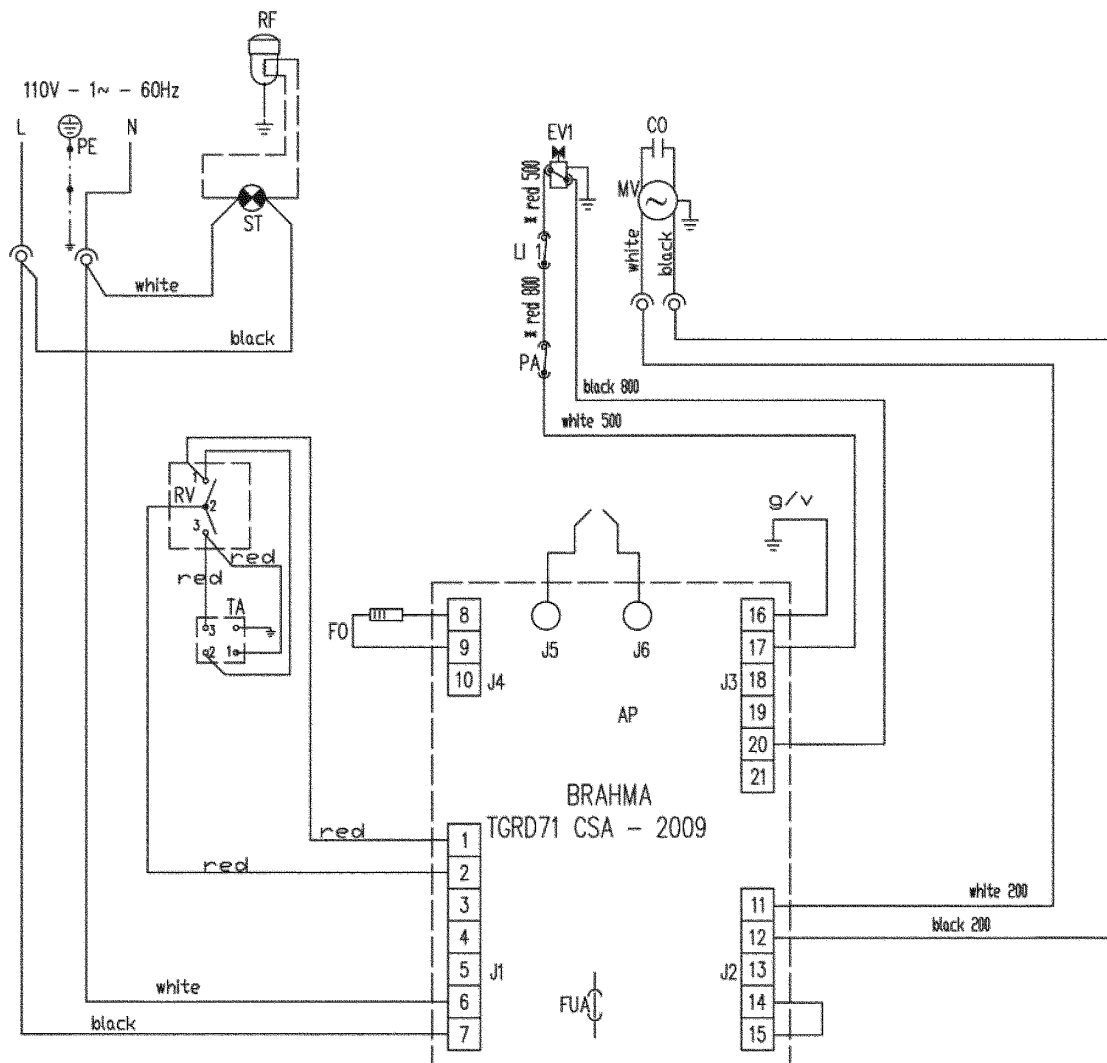 RF
110V - 1~ - 60Hz
L
PE
N
ST
white
black
EV1
CO
MV
** red 500
LI 1
** red 800
PA
white
black
black 800
white 500
1
RV
2
3
red
red
TA
3
2
1
g/v
FO
8
9
10
J4
J5
J6
J3
16
17
18
19
20
21
AP
BRAHMA
TGRD71 CSA - 2009
red
red
1
2
3
4
5
6
7
J1
white
black
FUA
J2
11
12
13
14
15
white 200
black 200